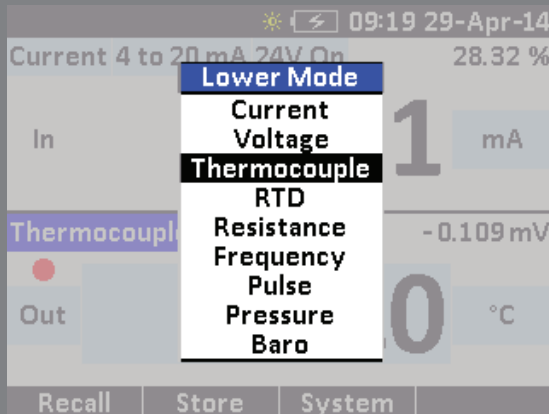 09:19 29-Apr-14
Current 4 to 20 mA 24V On 28.32 %
Lower Mode
Current
Voltage
Thermocouple
RTD
Resistance
Frequency
Pulse
Pressure
Baro
In 1 mA
Thermocoupl -0.109 mV
Out .0 °C
Recall Store System